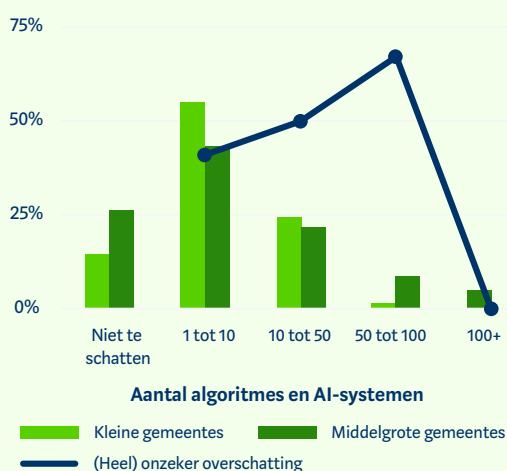 75%
50%
25%
0%
Niet te
schatten
1 tot 10
10 tot 50
50 tot 100
100+
Aantal algoritmes en AI-systemen
Kleine gemeentes
Middelgrote gemeentes
(Heel) onzeker overschatting